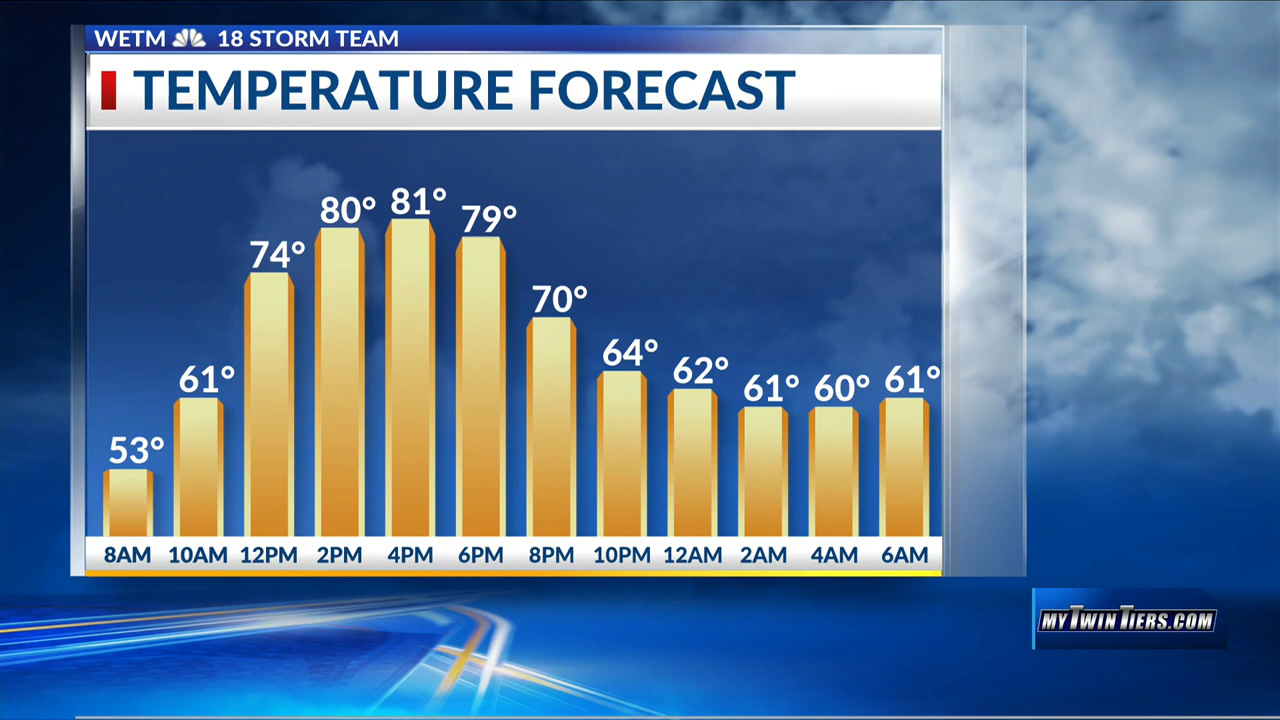 WETM 18 STORM TEAM
TEMPERATURE FORECAST
53° 61° 74° 80° 81° 79° 70° 64° 62° 61° 60° 61°
8AM 10AM 12PM 2PM 4PM 6PM 8PM 10PM 12AM 2AM 4AM 6AM
MYTWINTIERS.COM